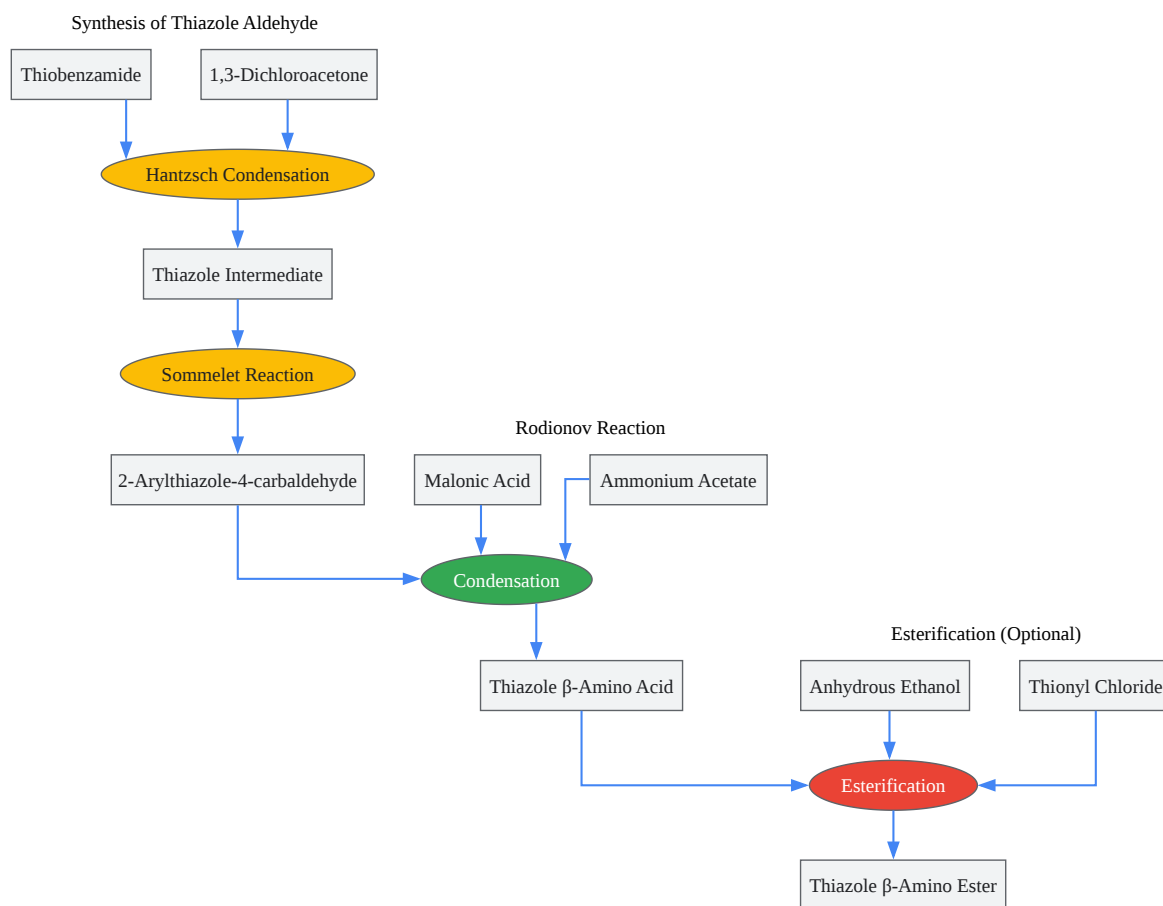 Synthesis of Thiazole Aldehyde
Thiobenzamide
1,3-Dichloroacetone
Hantzsch Condensation
Thiazole Intermediate
Sommelet Reaction
Rodionov Reaction
2-Arylthiazole-4-carbaldehyde
Malonic Acid
Ammonium Acetate
Condensation
Esterification (Optional)
Thiazole β-Amino Acid
Anhydrous Ethanol
Thionyl Chloride
Esterification
Thiazole β-Amino Ester